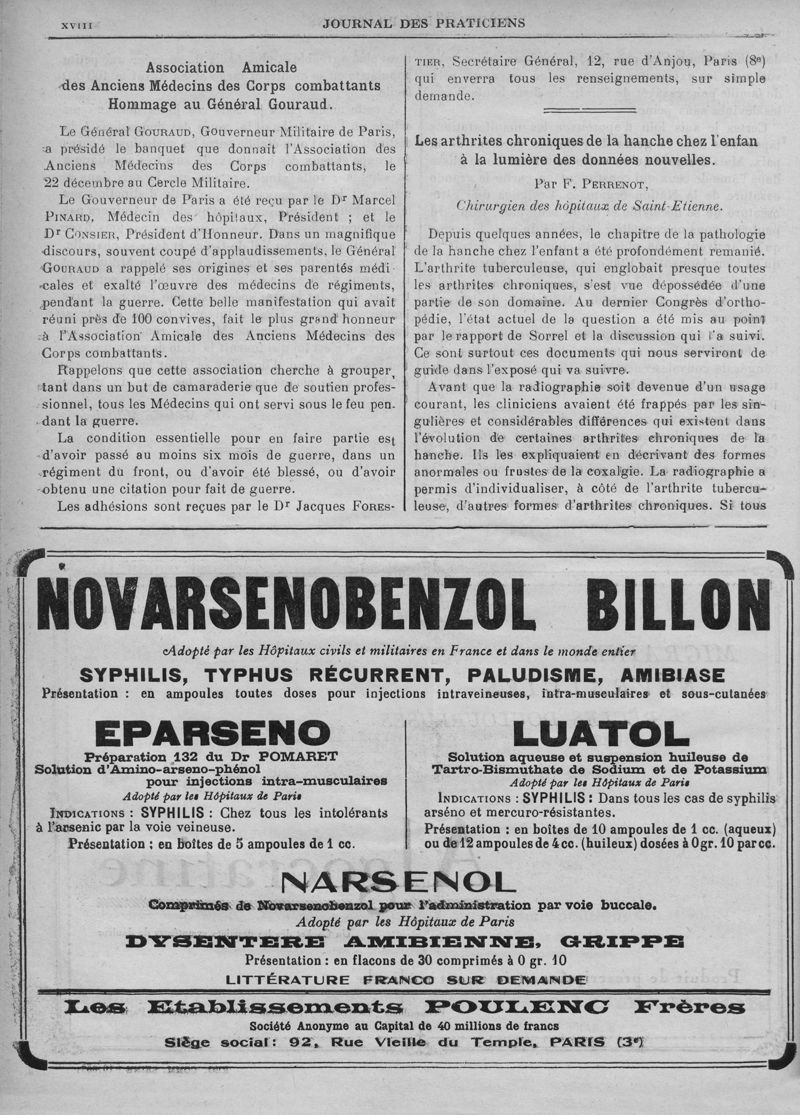 XVIII
JOURNAL DES PRATICIENS
Association Amicale
des Anciens Médecins des Corps combattants
Hommage au Général Gouraud.
Le Général GOURAUD, Gouverneur Militaire de Paris,
a présidé le banquet que donnaît l'Association des
Anciens Médecins des Corps combattants, le
22 décembre au Cercle Militaire.
Le Gouverneur de Paris a été reçu par le Dr Marcel
PINARD, Médecin des hôpitaux, Président ; et le
Dr CONSIER, Président d'Honneur. Dans un magnifique
discours, souvent coupé d'applaudissements, le Général
GOURAUD a rappelé ses origines et ses parentés médi
cales et exalté l'œuvre des médecins de régiments,
pendant la guerre. Cette belle manifestation qui avait
réuni près de 100 convives, fait le plus grand honneur
à l'Association Amicale des Anciens Médecins des
Corps combattants.
Rappelons que cette association cherche à grouper,
tant dans un but de camaraderie que de soutien profes-
sionnel, tous les Médecins qui ont servi sous le feu pen.
dant la guerre.
La condition essentielle pour en faire partie est
d'avoir passé au moins six mois de guerre, dans un
régiment du front, ou d'avoir été blessé, ou d'avoir
obtenu une citation pour fait de guerre.
Les adhésions sont reçues par le Dr Jacques FORES-
TIER, Secrétaire Général, 12, rue d'Anjou, Paris (8e)
qui enverra tous les renseignements, sur simple
demande.
Les arthrites chroniques de la hanche chez l'enfan
à la lumière des données nouvelles.
Par F. PERRENOT,
Chirurgien des hôpitaux de Saint-Etienne.
Depuis quelques années, le chapitre de la pathologie
de la hanche chez l'enfant a été profondément remanié.
L'arthrite tuberculeuse, qui englobait presque toutes
les arthrites chroniques, s'est vue dépossédée d'une
partie de son domaine. Au dernier Congrès d'ortho-
pédie, l'état actuel de la question a été mis au point
par le rapport de Sorrel et la discussion qui l'a suivi.
Ce sont surtout ces documents qui nous serviront de
guide dans l'exposé qui va suivre.
Avant que la radiographie soit devenue d'un usage
courant, les cliniciens avaient été frappés par les sin-
gulières et considérables différences qui existent dans
l'évolution de certaines arthrites chroniques de la
hanche. Ils les expliquaient en décrivant des formes
anormales ou frustes de la coxalgie. La radiographie a
permis d'individualiser, à côté de l'arthrite tubercu-
leuse, d'autres formes d'arthrites chroniques. Si tous
NOVARSENOBENZOL BILLON
Adopté par les Hôpitaux civils et militaires en France et dans le monde entier
SYPHILIS, TYPHUS RÉCURRENT, PALUDISME, AMIBIASE
Présentation : en ampoules toutes doses pour injections intraveineuses, intra-musculaires et sous-cutanées
EPARSENO
Préparation 132 du Dr POMARET
Solution d'Amino-arseno-phénol
pour injections intra-musculaires
Adopté par les Hôpitaux de Paris
INDICATIONS : SYPHILIS : Chez tous les intolérants
à l'arsenic par la voie veineuse.
Présentation : en boîtes de 5 ampoules de 1 cc.
LUATOL
Solution aqueuse et suspension huileuse de
Tartro-Bismuthate de Sodium et de Potassium
Adopté par les Hôpitaux de Paris
INDICATIONS : SYPHILIS : Dans tous les cas de syphilis
arséno et mercuro-résistantes.
Présentation : en boîtes de 10 ampoules de 1 cc. (aqueux)
ou de 12 ampoules de 4 cc. (huileux) dosées à 0 gr. 10 par cc.
NARSENOL
Comprimés de Novarsenobenzol pour l'administration par voie buccale.
Adopté par les Hôpitaux de Paris
DYSENTERE AMIBIENNE, GRIPPE
Présentation : en flacons de 30 comprimés à 0 gr. 10
LITTÉRATURE FRANCO SUR DEMANDE
Les Etablissements POULENC Frères
Société Anonyme au Capital de 40 millions de francs
Siège social : 92, Rue Vieille du Temple, PARIS (3e)